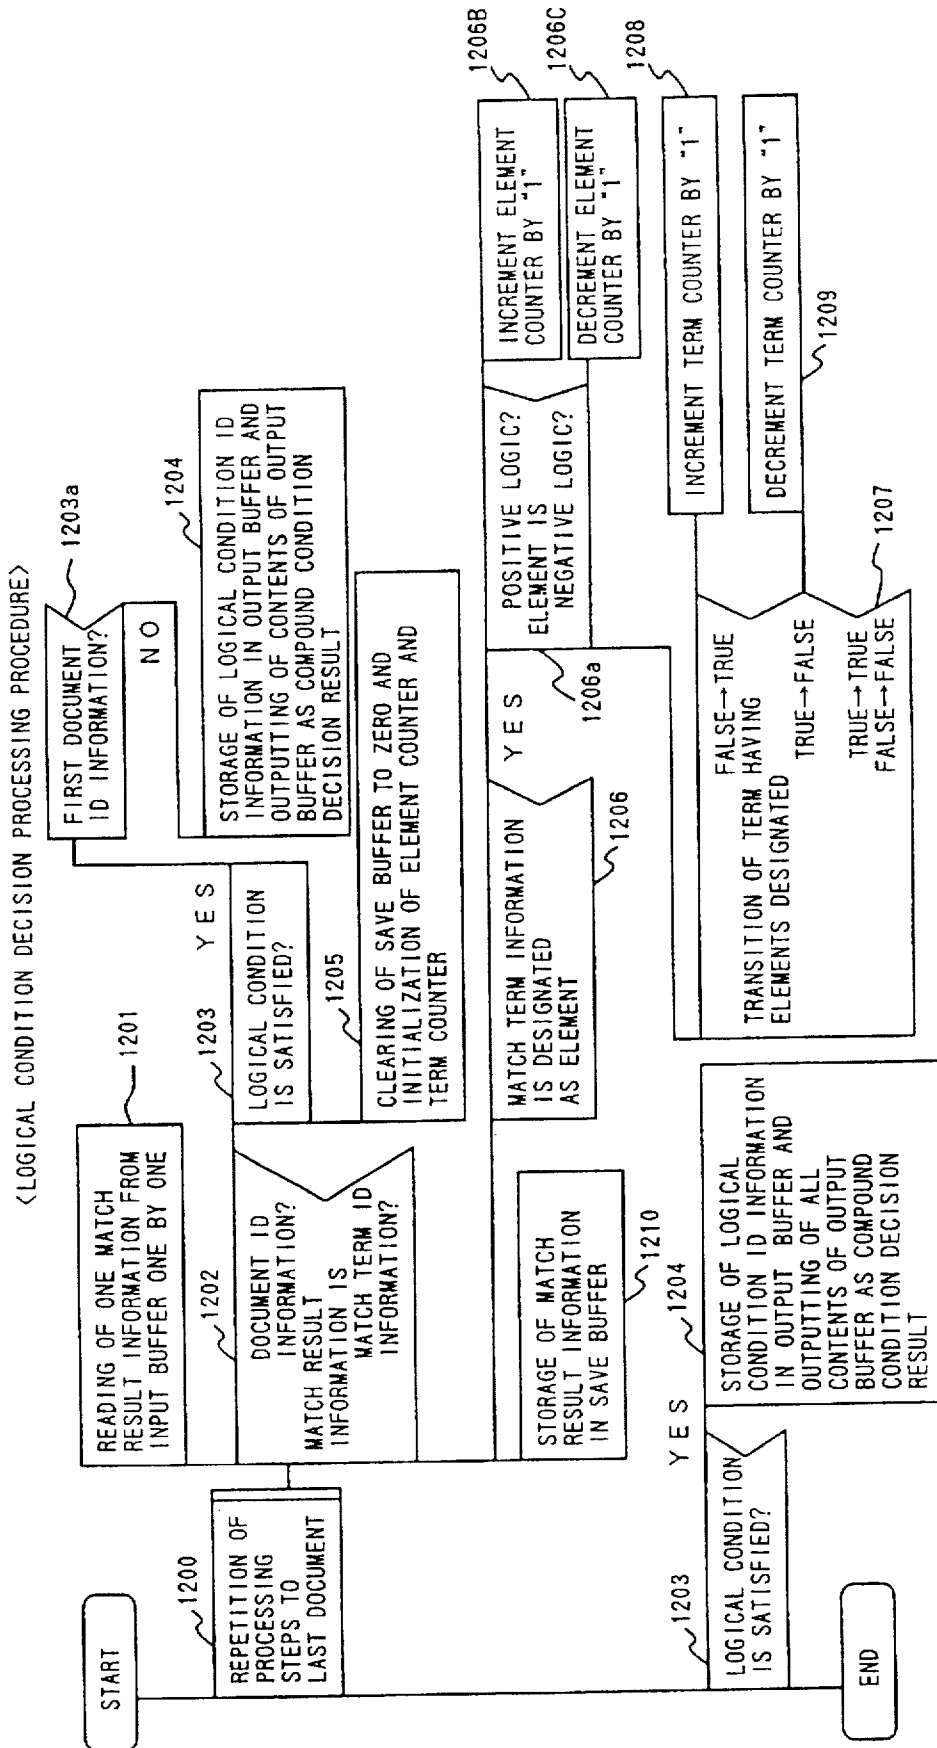 <LOGICAL CONDITION DECISION PROCESSING PROCEDURE>
START
1200
REPETITION OF
PROCESSING
STEPS TO
LAST DOCUMENT
1201
READING OF ONE MATCH
RESULT INFORMATION FROM
INPUT BUFFER ONE BY ONE
1202
DOCUMENT ID
INFORMATION?
MATCH RESULT
INFORMATION IS
MATCH TERM ID
INFORMATION?
1203
YES
LOGICAL CONDITION
IS SATISFIED?
FIRST DOCUMENT
ID INFORMATION?
1203a
NO
1204
STORAGE OF LOGICAL CONDITION ID
INFORMATION IN OUTPUT BUFFER AND
OUTPUTTING OF CONTENTS OF OUTPUT
BUFFER AS COMPOUND CONDITION
DECISION RESULT
1205
CLEARING OF SAVE BUFFER TO ZERO AND
INITIALIZATION OF ELEMENT COUNTER AND
TERM COUNTER
MATCH TERM INFORMATION
IS DESIGNATED
AS ELEMENT
1206
YES
1206a
POSITIVE LOGIC?
ELEMENT IS
NEGATIVE LOGIC?
INCREMENT ELEMENT
COUNTER BY "1"
1206B
DECREMENT ELEMENT
COUNTER BY "1"
1206C
FALSE→TRUE
TRANSITION OF TERM HAVING
ELEMENTS DESIGNATED
TRUE→FALSE
TRUE→TRUE
FALSE→FALSE
1207
INCREMENT TERM COUNTER BY "1"
1208
DECREMENT TERM COUNTER BY "1"
1209
STORAGE OF MATCH
RESULT INFORMATION
IN SAVE BUFFER
1210
1203
LOGICAL CONDITION
IS SATISFIED?
YES
1204
STORAGE OF LOGICAL
CONDITION ID INFORMATION
IN OUTPUT BUFFER AND
OUTPUTING OF ALL
CONTENTS OF OUTPUT
BUFFER AS COMPOUND
CONDITION DECISION
RESULT
END